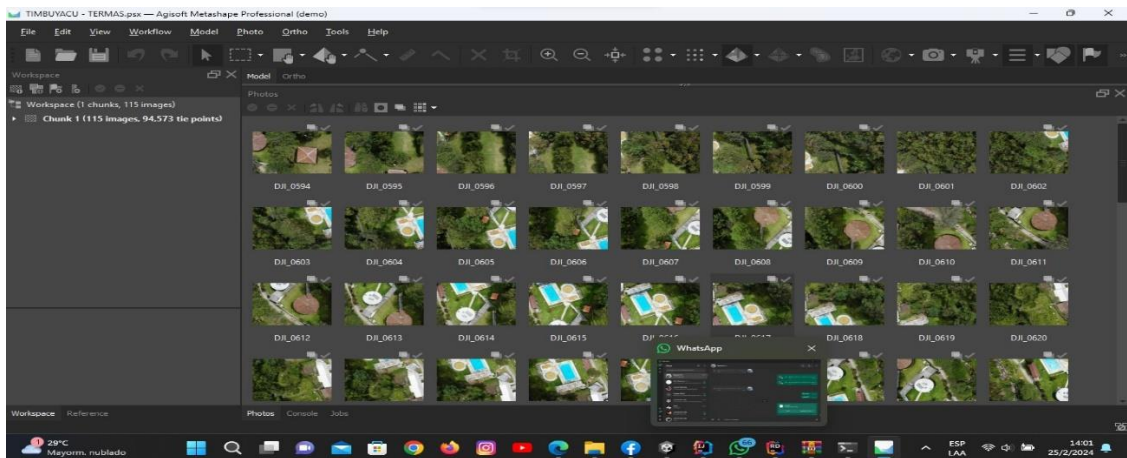 TIMBUYACU - TERMAS.psx — Agisoft Metashape Professional (demo)
File Edit View Workflow Model Photo Ortho Tools Help
Workspace
Model Ortho
Photos
Workspace (1 chunks, 115 images)
Chunk 1 (115 images, 94,573 tie points)
DJI_0594 DJI_0595 DJI_0596 DJI_0597 DJI_0598 DJI_0599 DJI_0600 DJI_0601 DJI_0602
DJI_0603 DJI_0604 DJI_0605 DJI_0606 DJI_0607 DJI_0608 DJI_0609 DJI_0610 DJI_0611
DJI_0612 DJI_0613 DJI_0614 DJI_0615 DJI_0618 DJI_0619 DJI_0620
WhatsApp
Workspace Reference
Photos Console Jobs
1 29°C
Mayorm. nublado
66
ESP
LAA
14:01
25/2/2024